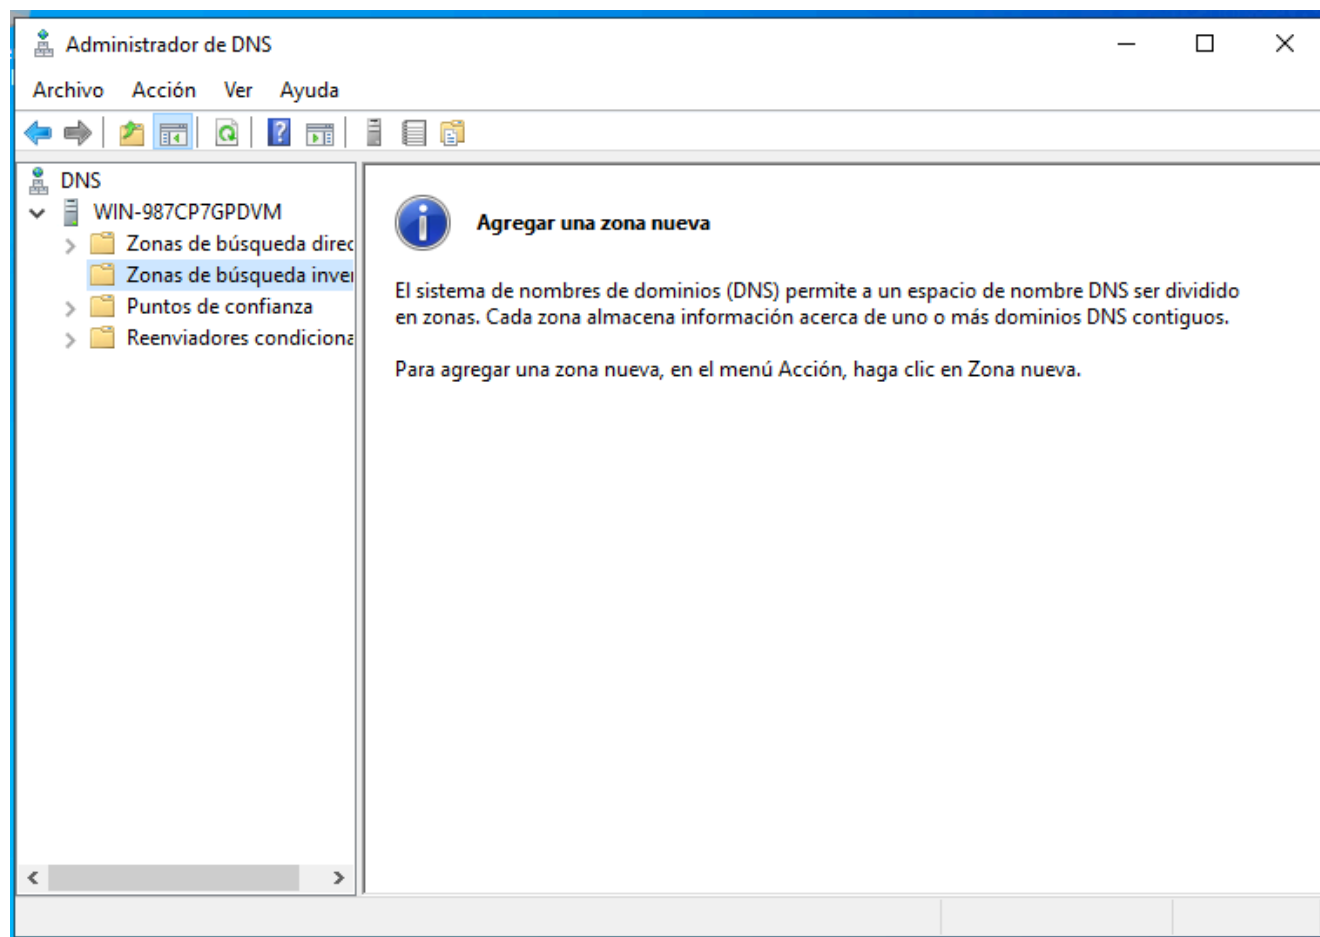 Administrador de DNS
Archivo Acción Ver Ayuda
DNS
WIN-987CP7GPDVM
Zonas de búsqueda direc
Zonas de búsqueda inver
Puntos de confianza
Reenviadores condiciona
Agregar una zona nueva
El sistema de nombres de dominios (DNS) permite a un espacio de nombre DNS ser dividido
en zonas. Cada zona almacena información acerca de uno o más dominios DNS contiguos.
Para agregar una zona nueva, en el menú Acción, haga clic en Zona nueva.